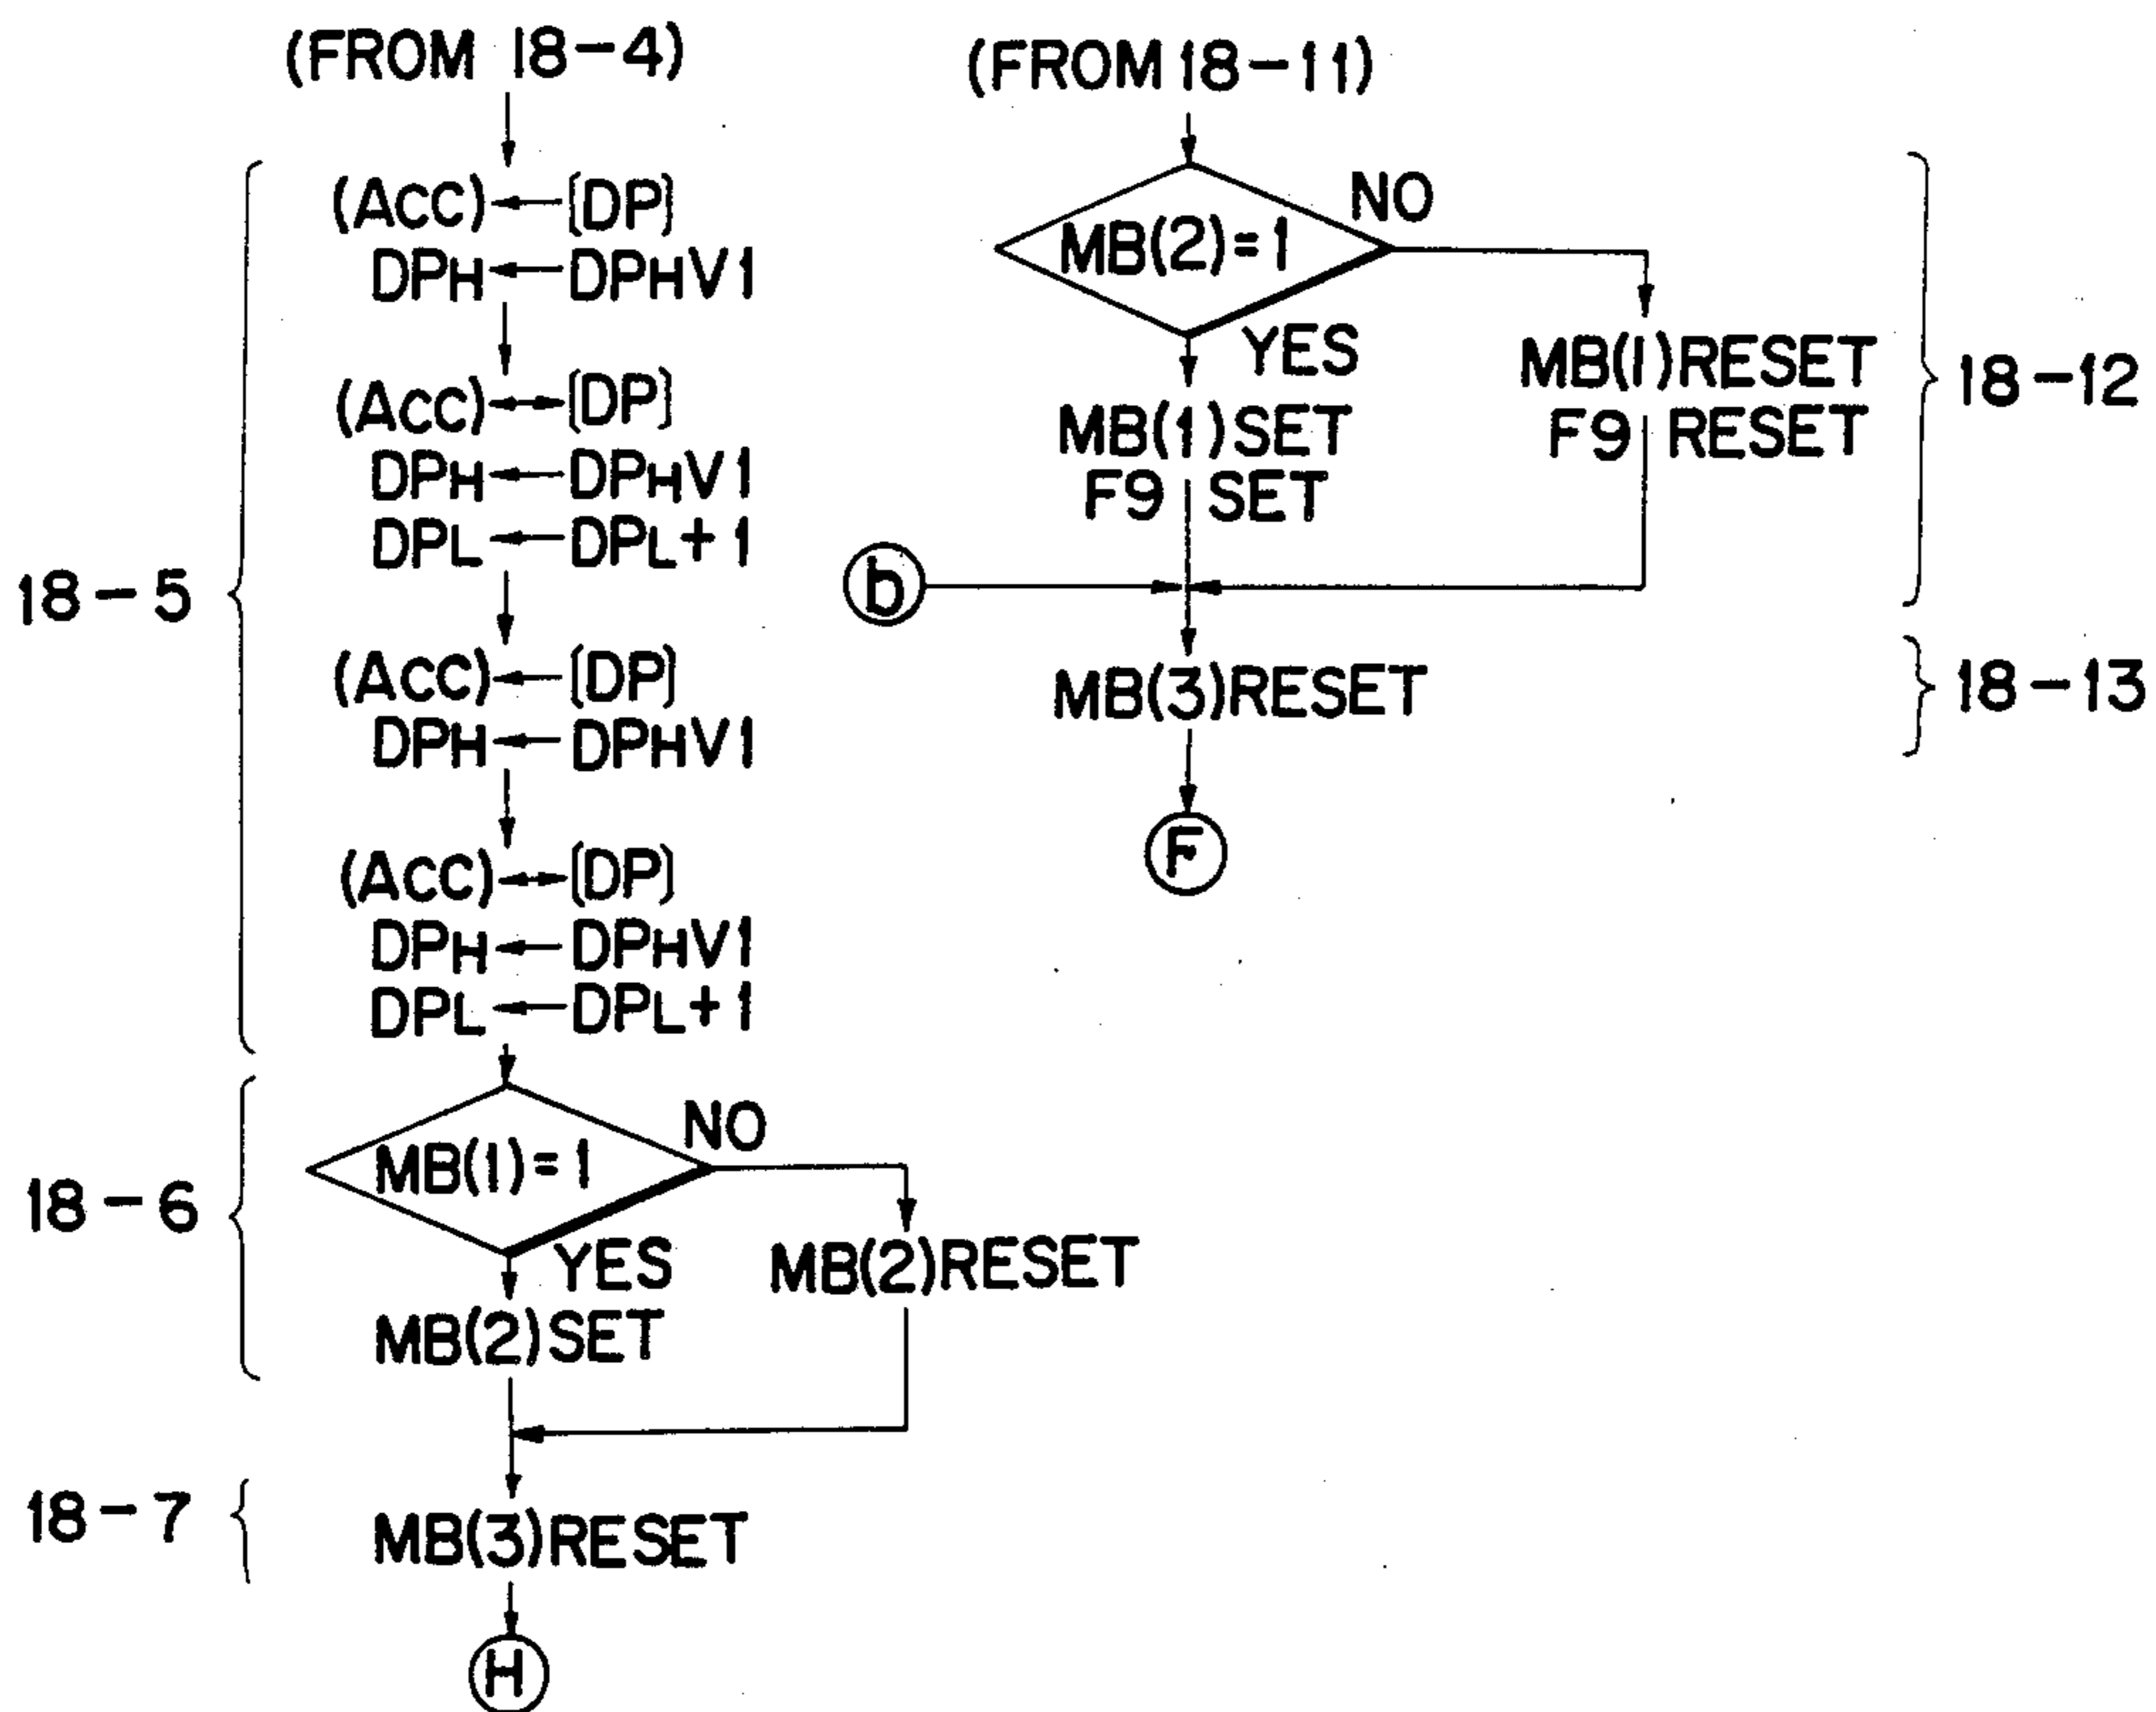 (FROM 18-4)
(ACC)←[DP]
DPH←DPHV1
(ACC)↔[DP]
DPH←DPHV1
DPL←DPL+1
18-5
(ACC)←[DP]
DPH←DPHV1
(ACC)↔[DP]
DPH←DPHV1
DPL←DPL+1
MB(1)=1
NO
YES
18-6
MB(2)RESET
MB(2)SET
18-7
MB(3)RESET
H
(FROM 18-11)
MB(2)=1
NO
YES
MB(1)RESET
F9 RESET
18-12
MB(1)SET
F9 SET
b
MB(3)RESET
18-13
F